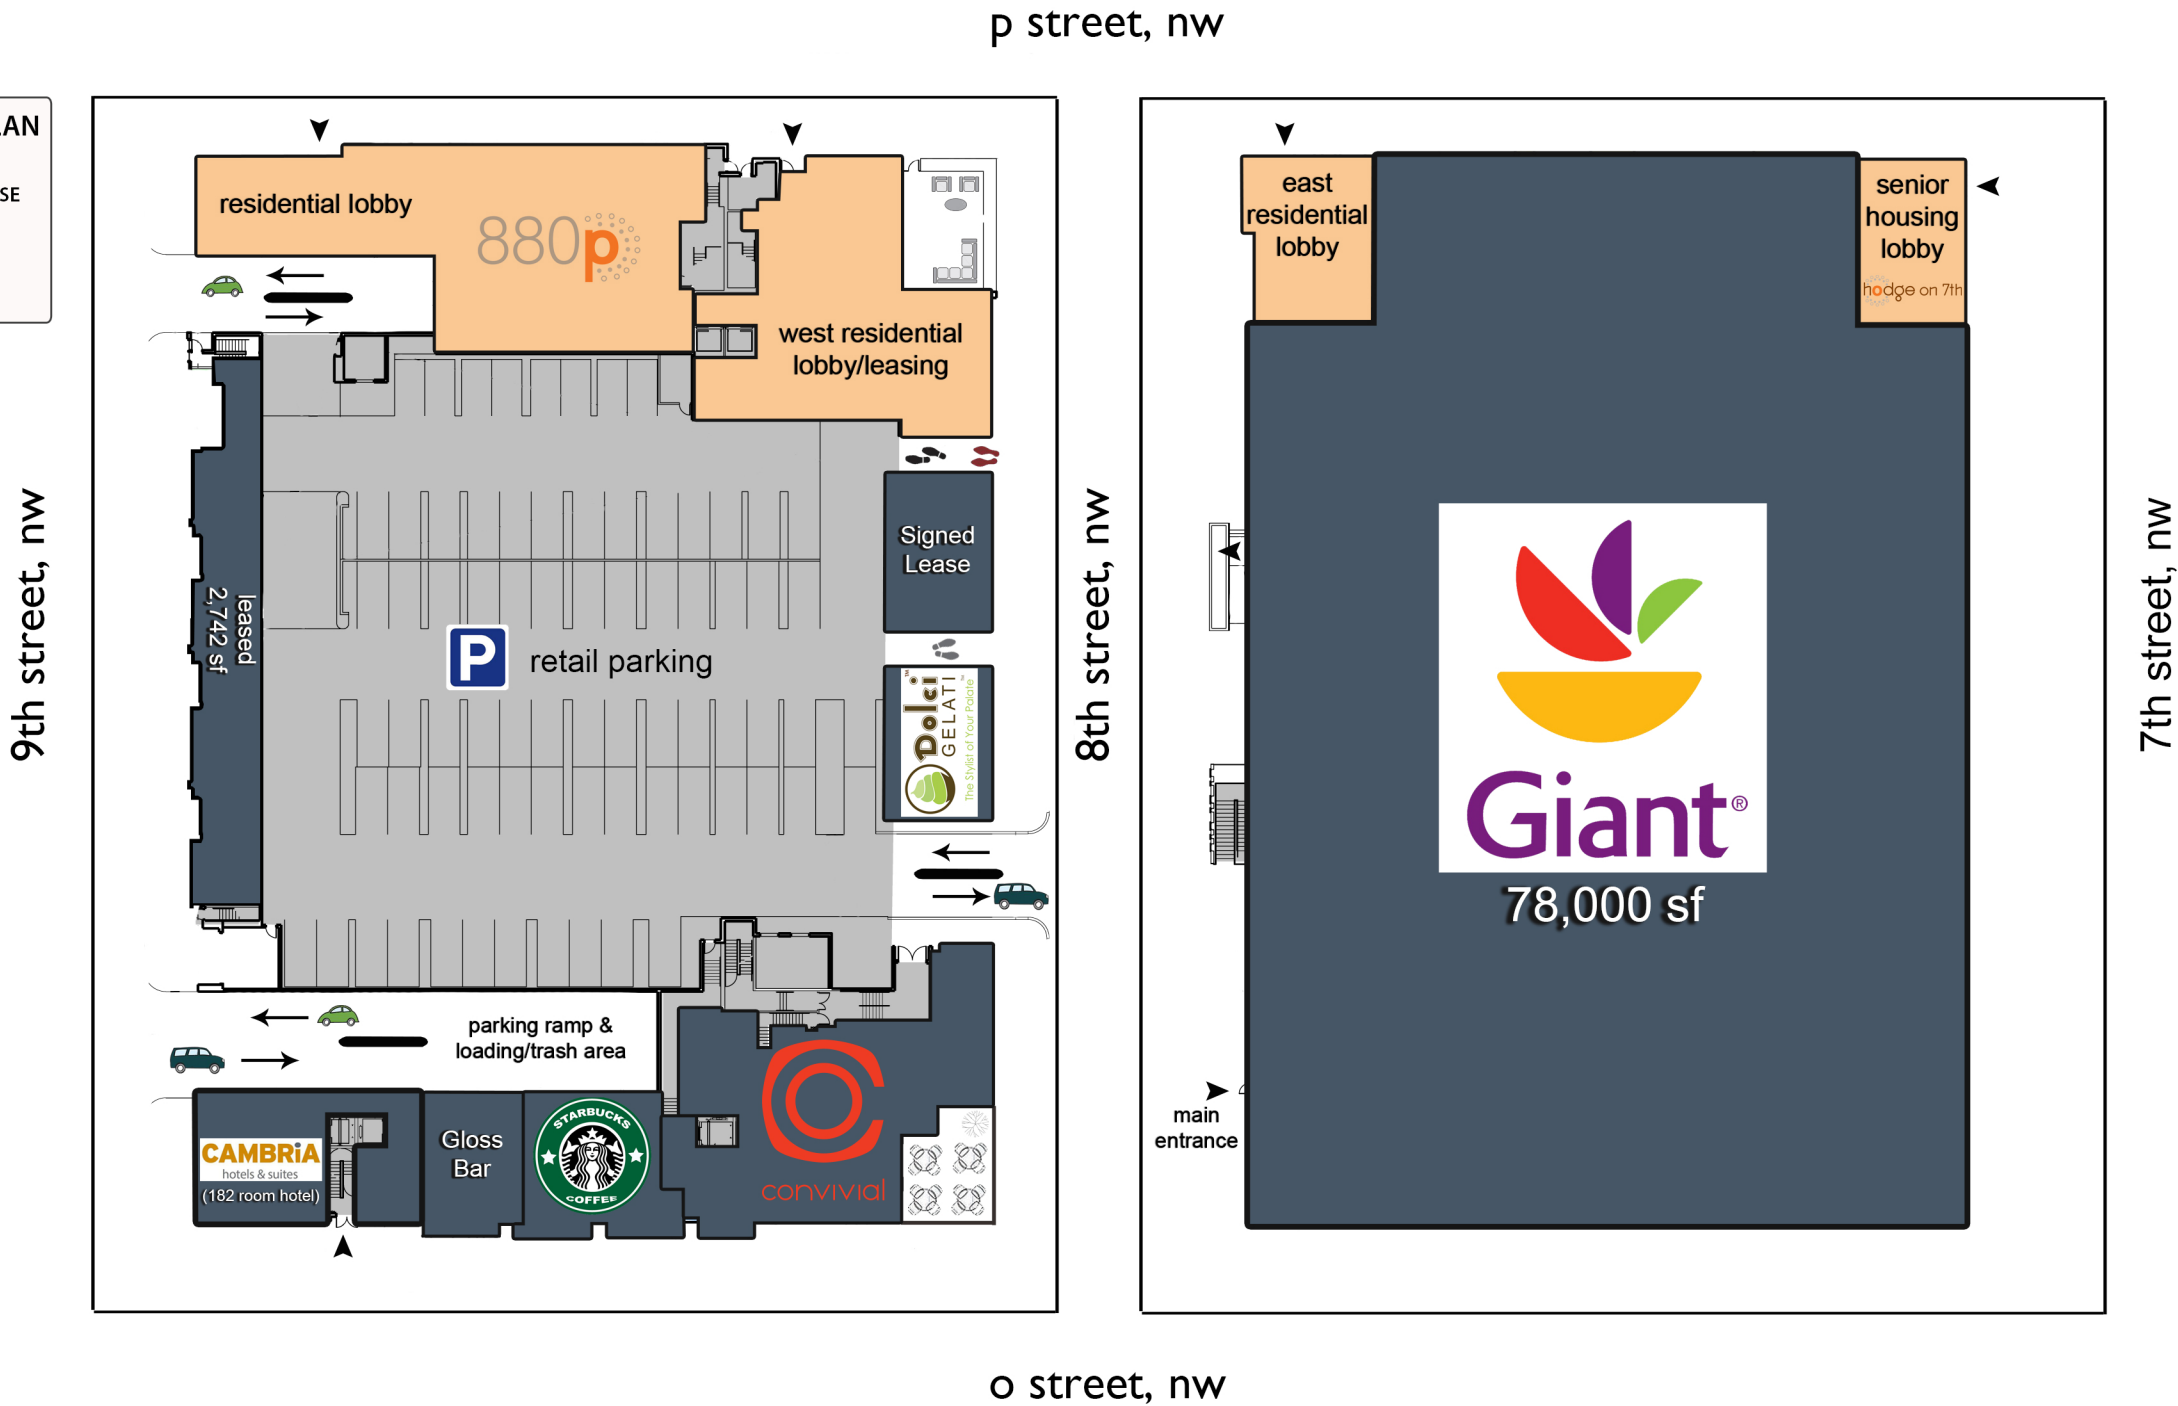 p street, nw
AN
SE
residential lobby
880p
west residential
lobby/leasing
east
residential
lobby
senior
housing
lobby
hodge on 7th
9th street, nw
leased
2,742 sf
P
retail parking
Signed
Lease
Dolci
GELATI
The Stylist of Your Palate
8th street, nw
Giant®
78,000 sf
7th street, nw
parking ramp &
loading/trash area
main
entrance
CAMBRiA
hotels & suites
(182 room hotel)
Gloss
Bar
STARBUCKS
COFFEE
convivial
o street, nw